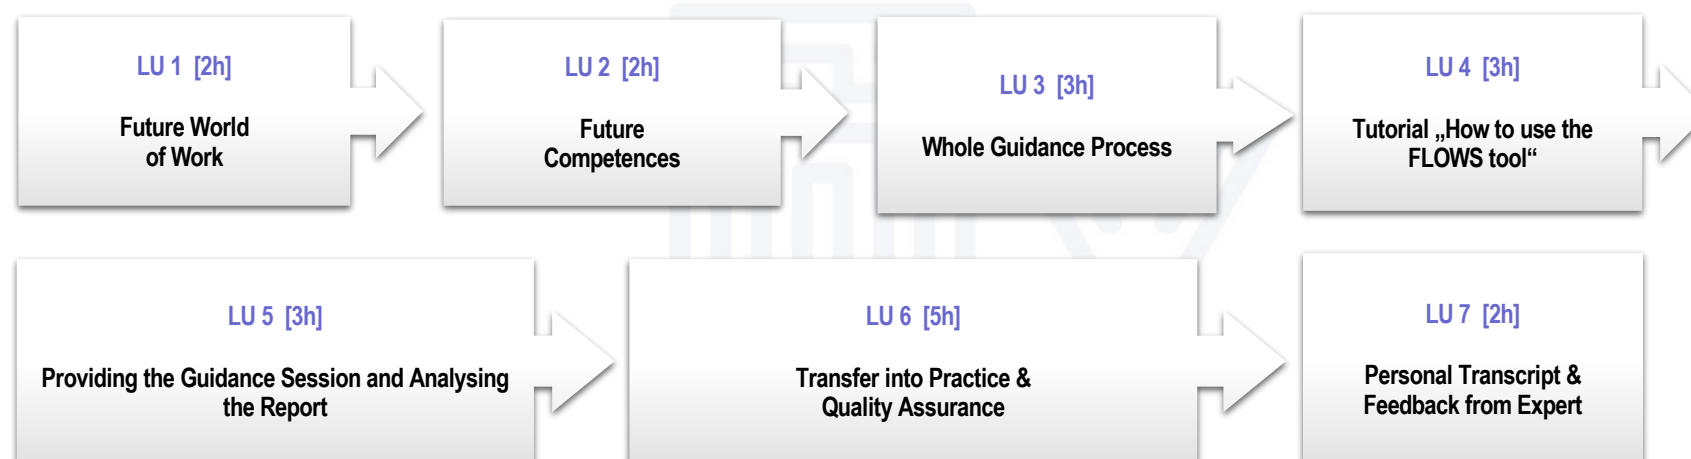 LU 1 [2h]
Future World
of Work
LU 2 [2h]
Future
Competences
LU 3 [3h]
Whole Guidance Process
LU 4 [3h]
Tutorial „How to use the
FLOWS tool“
LU 5 [3h]
Providing the Guidance Session and Analysing
the Report
LU 6 [5h]
Transfer into Practice &
Quality Assurance
LU 7 [2h]
Personal Transcript &
Feedback from Expert